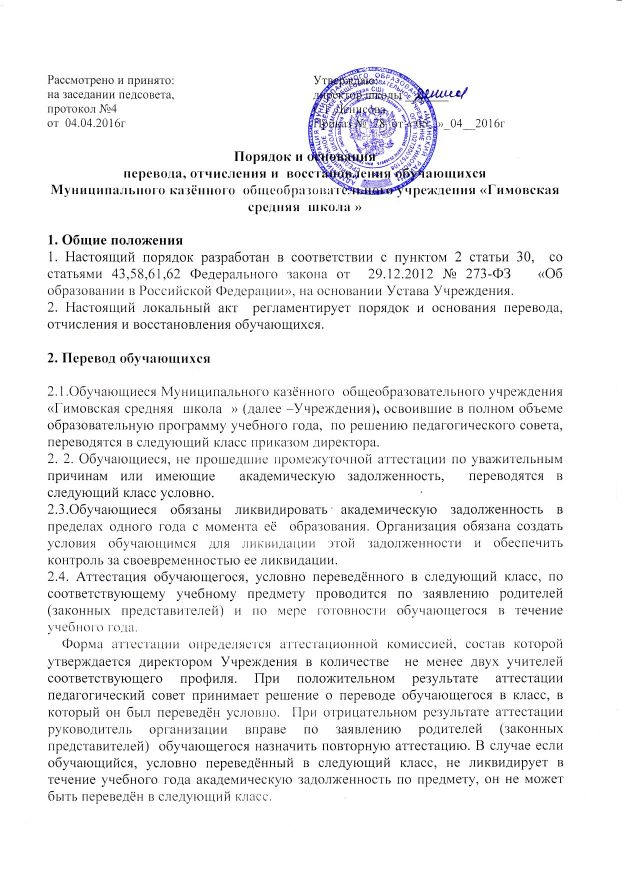 Рассмотрено и принято:
на заседании педсовета,
протокол №4
от 04.04.2016г
Утверждаю:
директор школы
Денисова
Приказ № 78 от « » _04__2016г
Порядок и основания
перевода, отчисления и восстановления обучающихся
Муниципального казённого общеобразовательного учреждения «Гимовская
средняя школа »
1. Общие положения
1. Настоящий порядок разработан в соответствии с пунктом 2 статьи 30, со
статьями 43,58,61,62 Федерального закона от 29.12.2012 № 273-ФЗ «Об
образовании в Российской Федерации», на основании Устава Учреждения.
2. Настоящий локальный акт регламентирует порядок и основания перевода,
отчисления и восстановления обучающихся.
2. Перевод обучающихся
2.1.Обучающиеся Муниципального казённого общеобразовательного учреждения
«Гимовская средняя школа » (далее –Учреждения), освоившие в полном объеме
образовательную программу учебного года, по решению педагогического совета,
переводятся в следующий класс приказом директора.
2. 2. Обучающиеся, не прошедшие промежуточной аттестации по уважительным
причинам или имеющие академическую задолженность, переводятся в
следующий класс условно.
2.3.Обучающиеся обязаны ликвидировать академическую задолженность в
пределах одного года с момента её образования. Организация обязана создать
условия обучающимся для ликвидации этой задолженности и обеспечить
контроль за своевременностью ее ликвидации.
2.4. Аттестация обучающегося, условно переведённого в следующий класс, по
соответствующему учебному предмету проводится по заявлению родителей
(законных представителей) и по мере готовности обучающегося в течение
учебного года.
Форма аттестации определяется аттестационной комиссией, состав которой
утверждается директором Учреждения в количестве не менее двух учителей
соответствующего профиля. При положительном результате аттестации
педагогический совет принимает решение о переводе обучающегося в класс, в
который он был переведён условно. При отрицательном результате аттестации
руководитель организации вправе по заявлению родителей (законных
представителей) обучающегося назначить повторную аттестацию. В случае если
обучающийся, условно переведённый в следующий класс, не ликвидирует в
течение учебного года академическую задолженность по предмету, он не может
быть переведён в следующий класс.